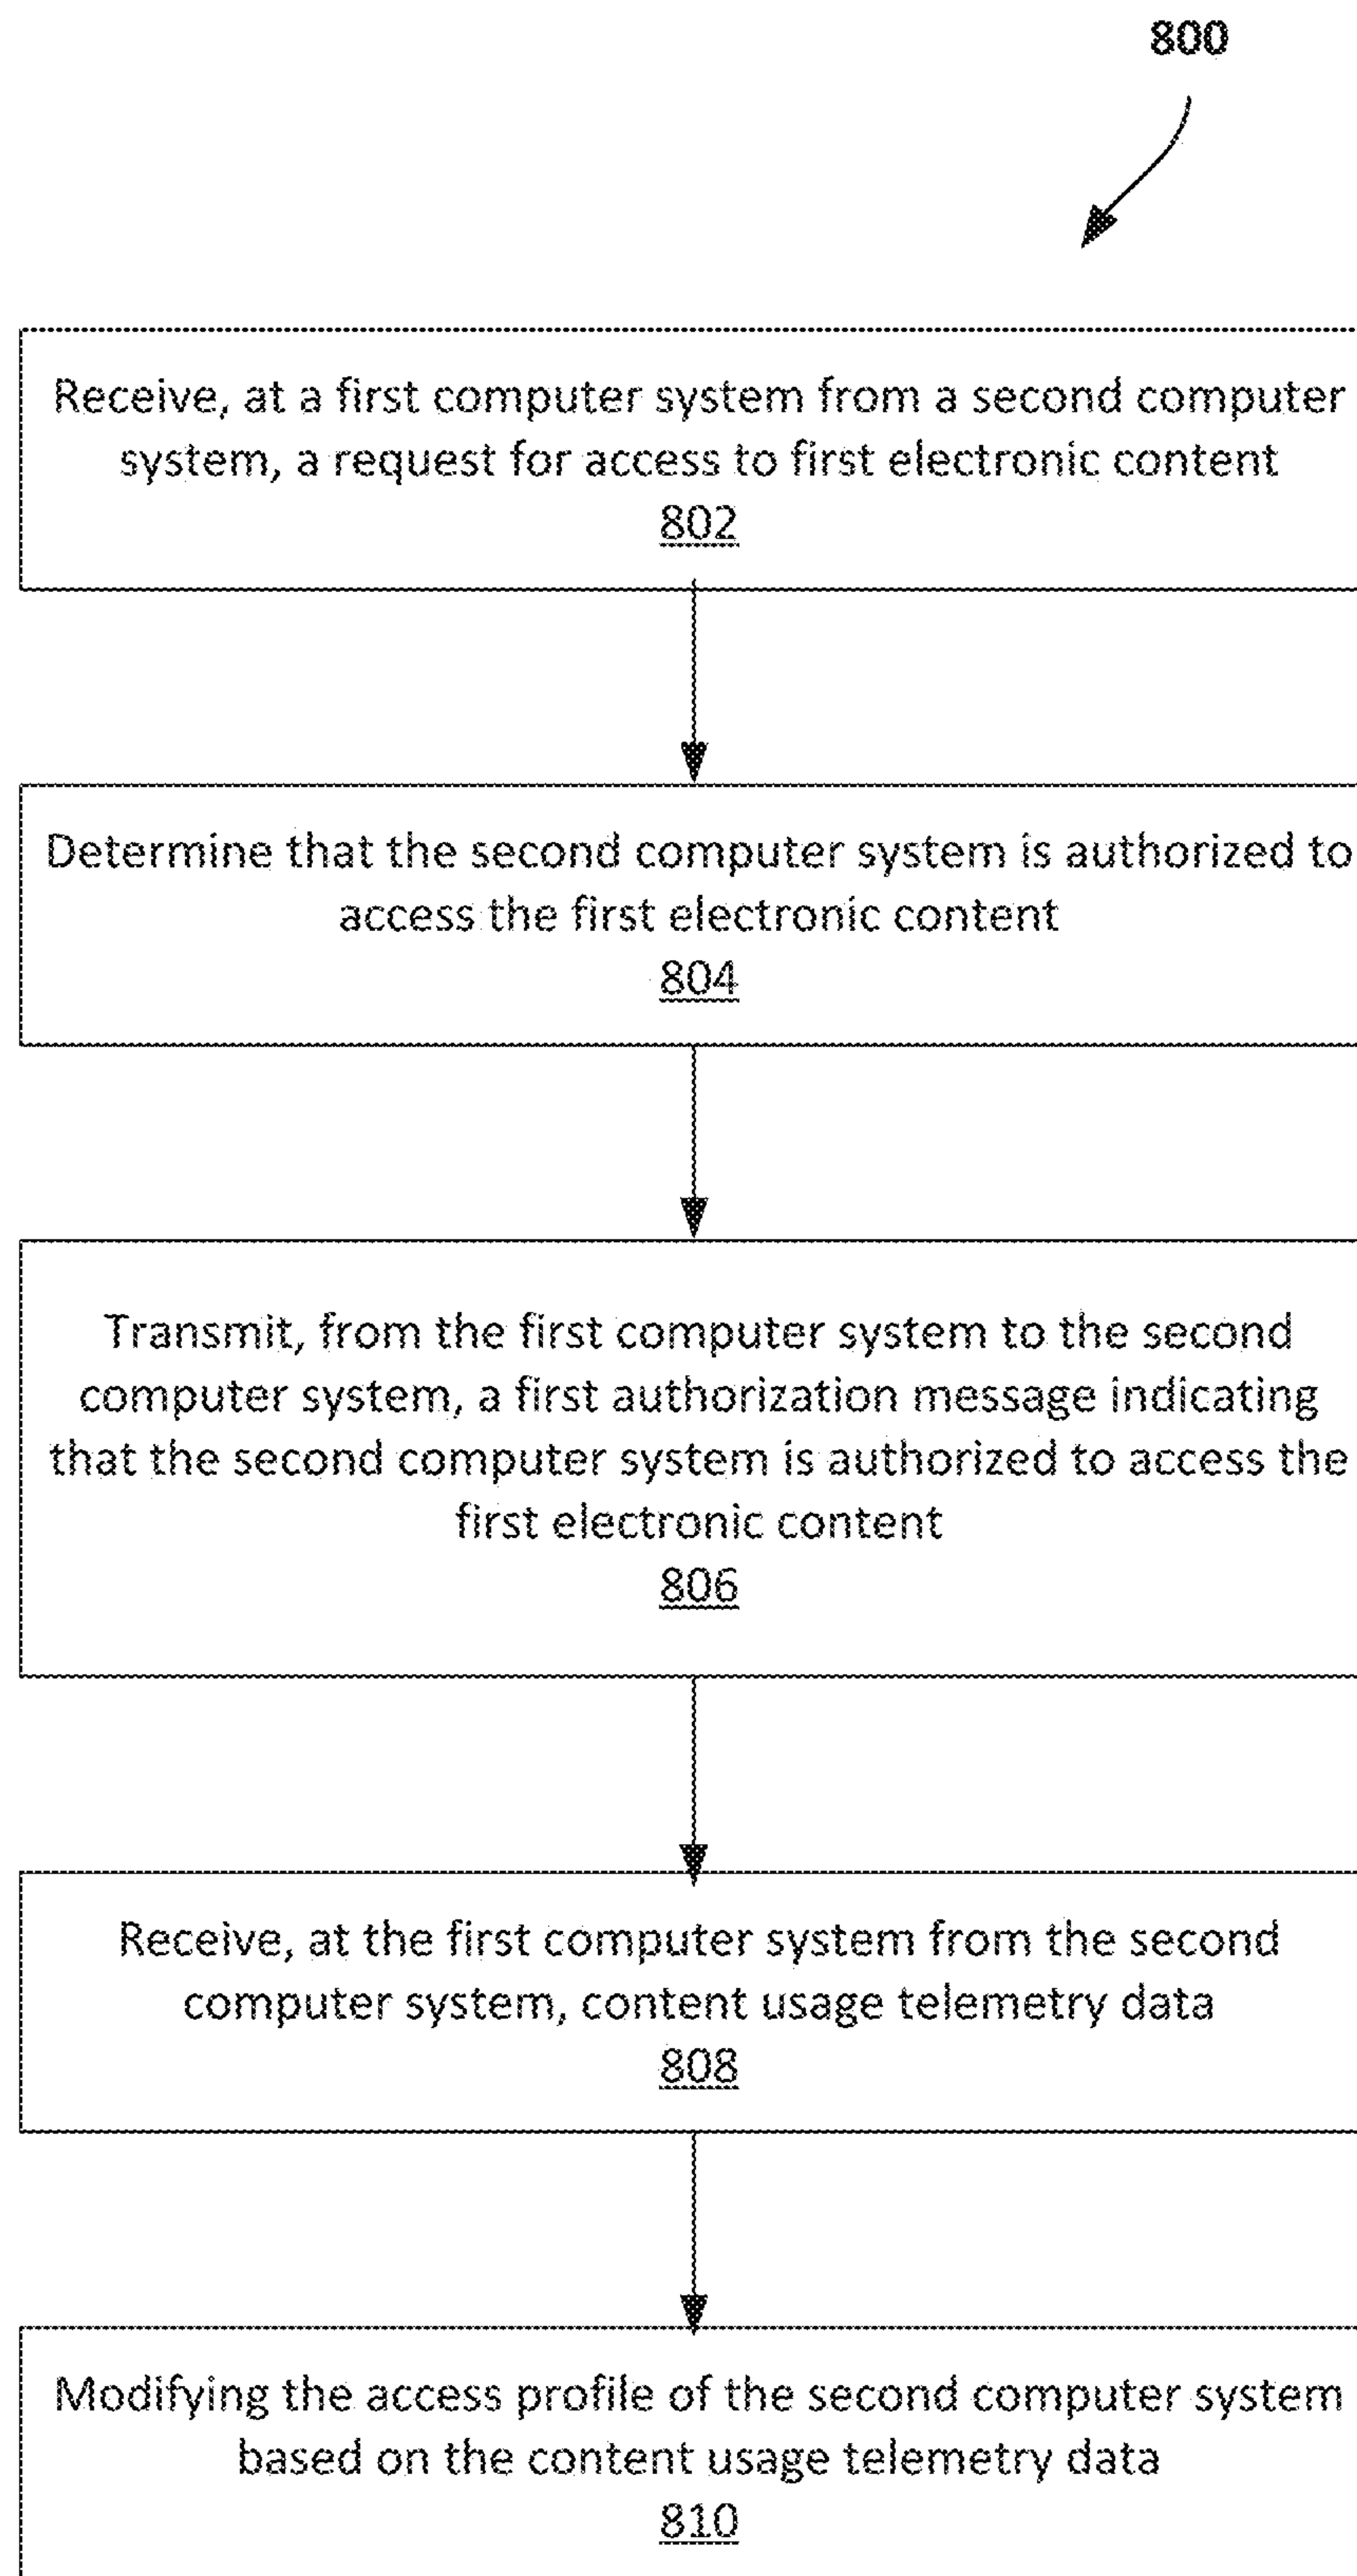 800
Receive, at a first computer system from a second computer
system, a request for access to first electronic content
802
Determine that the second computer system is authorized to
access the first electronic content
804
Transmit, from the first computer system to the second
computer system, a first authorization message indicating
that the second computer system is authorized to access the
first electronic content
806
Receive, at the first computer system from the second
computer system, content usage telemetry data
808
Modifying the access profile of the second computer system
based on the content usage telemetry data
810